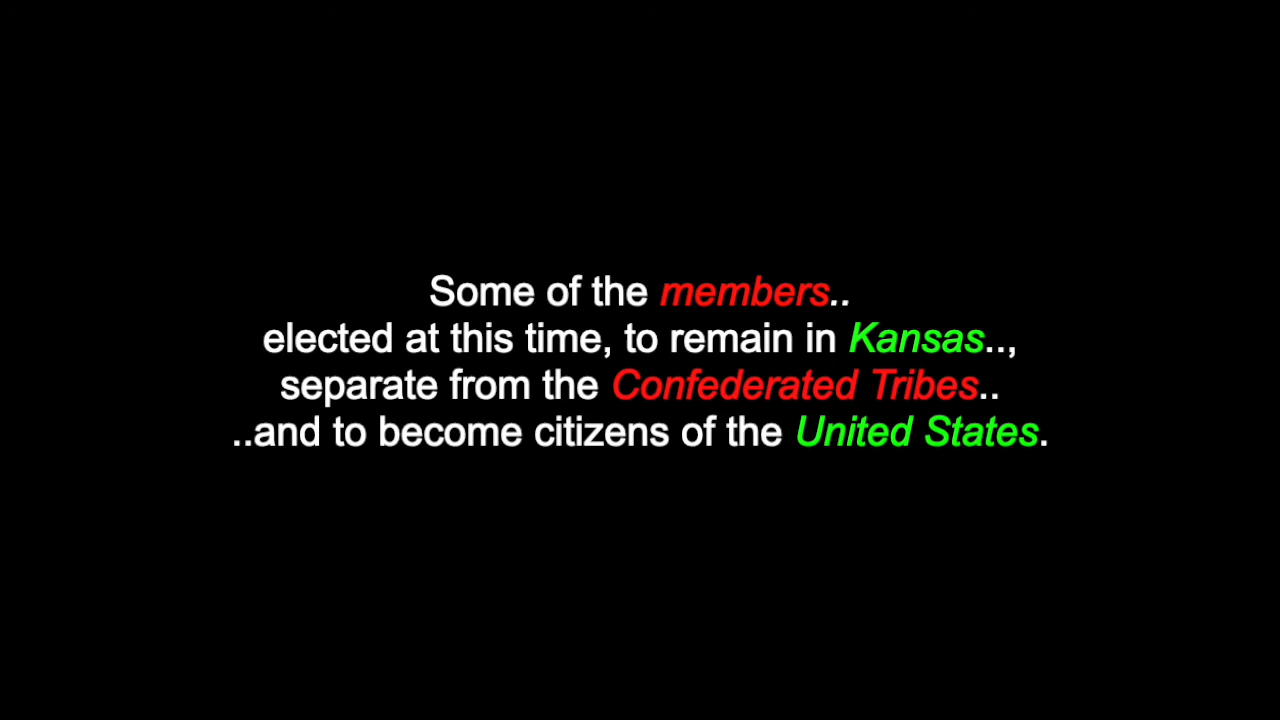 Some of the members..
elected at this time, to remain in Kansas..,
separate from the Confederated Tribes..
..and to become citizens of the United States.